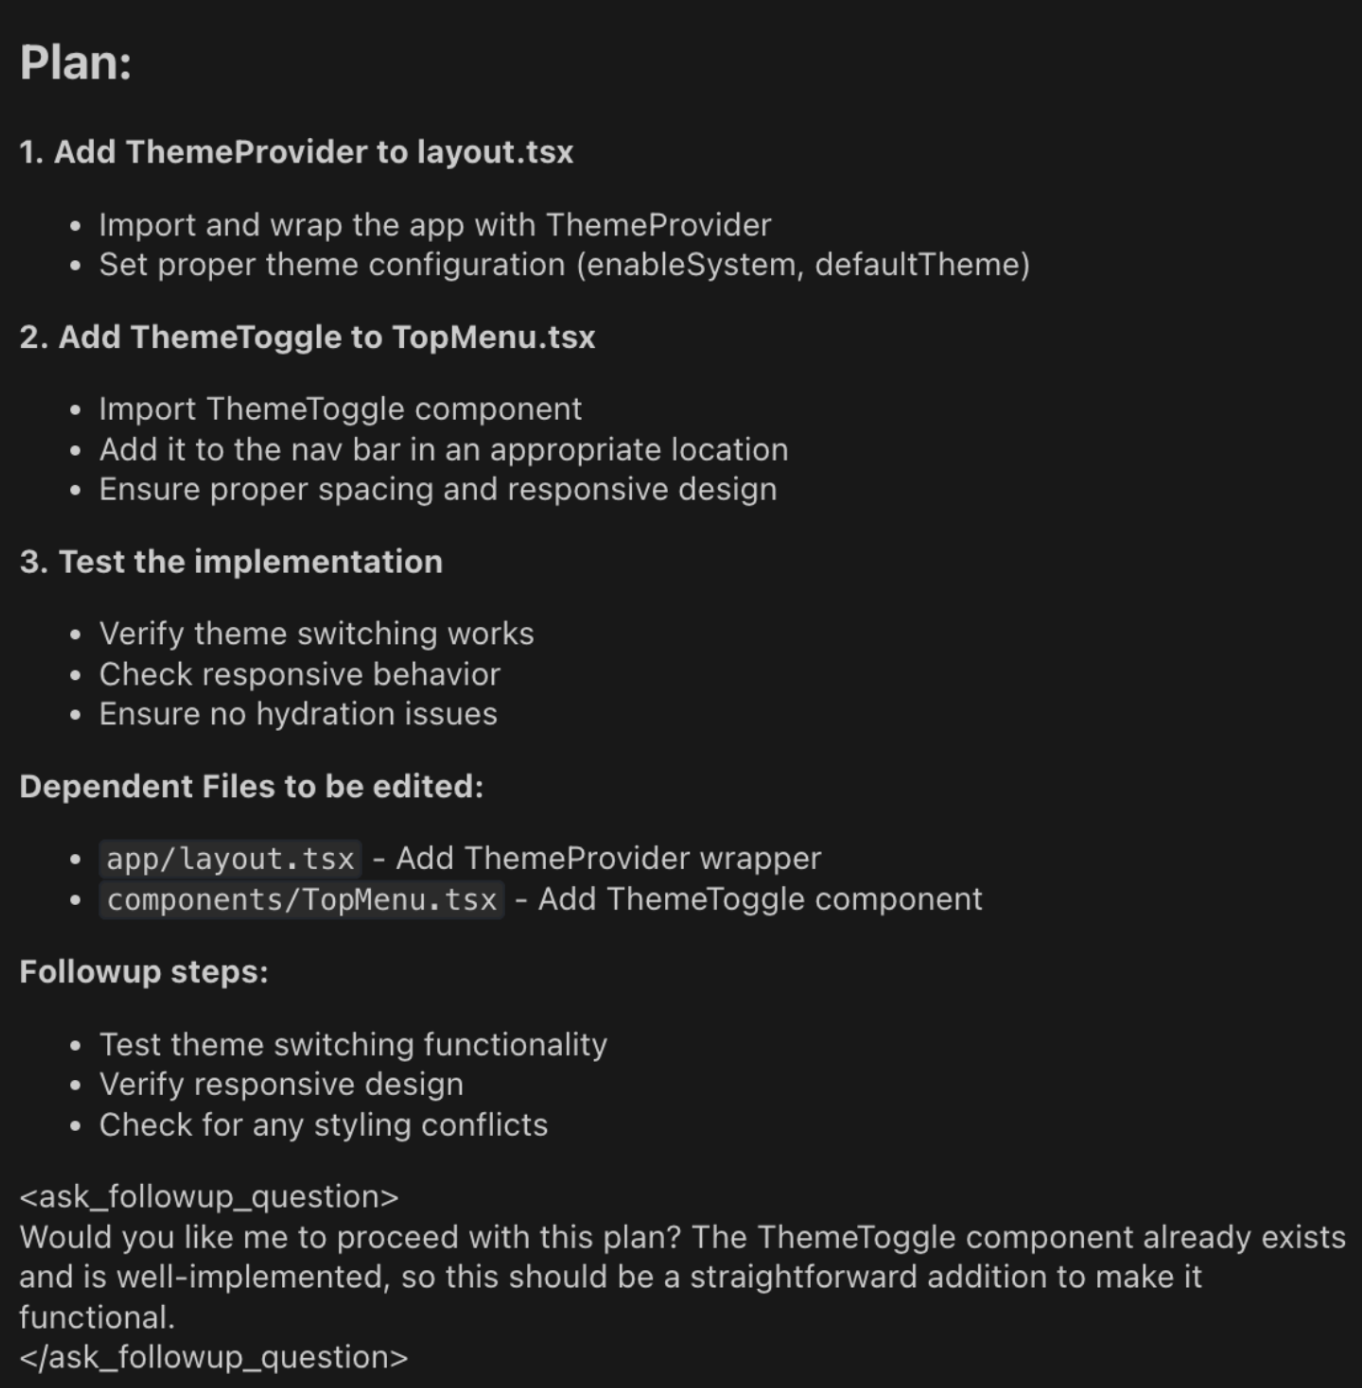 Plan:
1. Add ThemeProvider to layout.tsx
• Import and wrap the app with ThemeProvider
• Set proper theme configuration (enableSystem, defaultTheme)
2. Add ThemeToggle to TopMenu.tsx
• Import ThemeToggle component
• Add it to the nav bar in an appropriate location
• Ensure proper spacing and responsive design
3. Test the implementation
• Verify theme switching works
• Check responsive behavior
• Ensure no hydration issues
Dependent Files to be edited:
• app/layout.tsx - Add ThemeProvider wrapper
• components/TopMenu.tsx - Add ThemeToggle component
Followup steps:
• Test theme switching functionality
• Verify responsive design
• Check for any styling conflicts
<ask_followup_question>
Would you like me to proceed with this plan? The ThemeToggle component already exists
and is well-implemented, so this should be a straightforward addition to make it
functional.
</ask_followup_question>